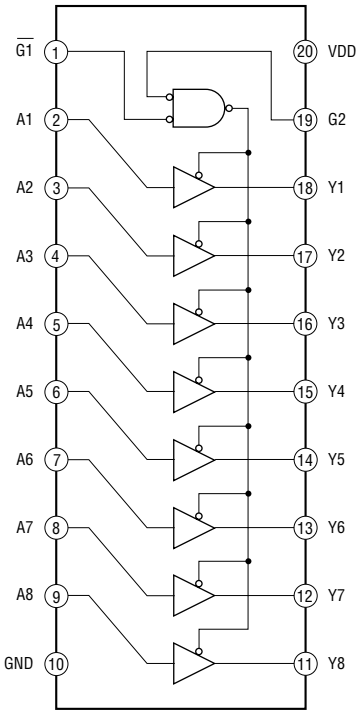 G1 1 20 VDD
A1 2 19 G2
A2 3 18 Y1
A3 4 17 Y2
A4 5 16 Y3
A5 6 15 Y4
A6 7 14 Y5
A7 8 13 Y6
A8 9 12 Y7
GND 10 11 Y8